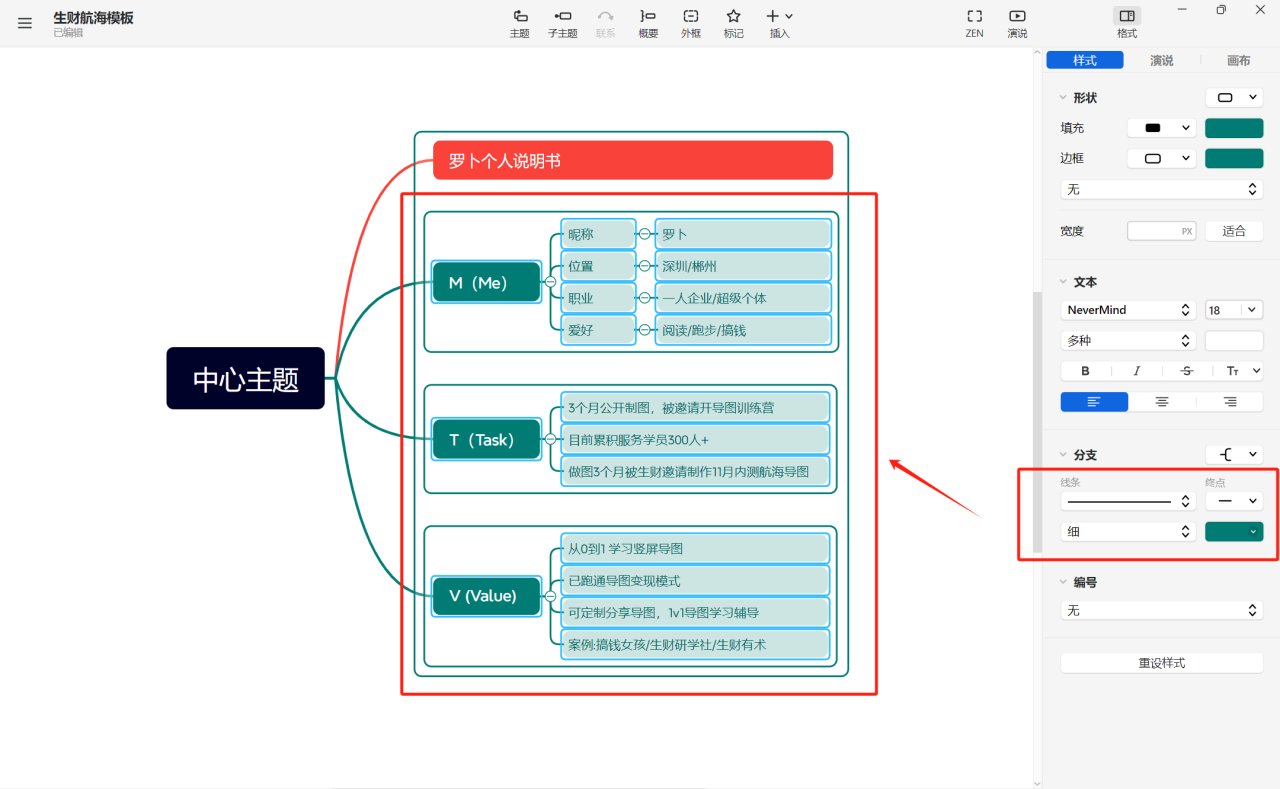 生财航海模板
已编辑
主题
子主题
联系
概要
外框
标记
插入
ZEN
演说
格式
罗卜个人说明书
中心主题
M（Me）
昵称
罗卜
位置
深圳/郴州
职业
一人企业/超级个体
爱好
阅读/跑步/搞钱
T（Task）
3个月公开制图，被邀请开导图训练营
目前累积服务学员300人+
做图3个月被生财邀请制作11月内测航海导图
V (Value)
从0到1 学习竖屏导图
已跑通导图变现模式
可定制分享导图，1v1导图学习辅导
案例:搞钱女孩/生财研学社/生财有术
样式
演说
画布
形状
填充
边框
无
宽度
PX
适合
文本
NeverMind
18
多种
B
I
S
Tт
分支
线条
终点
细
编号
无
重设样式